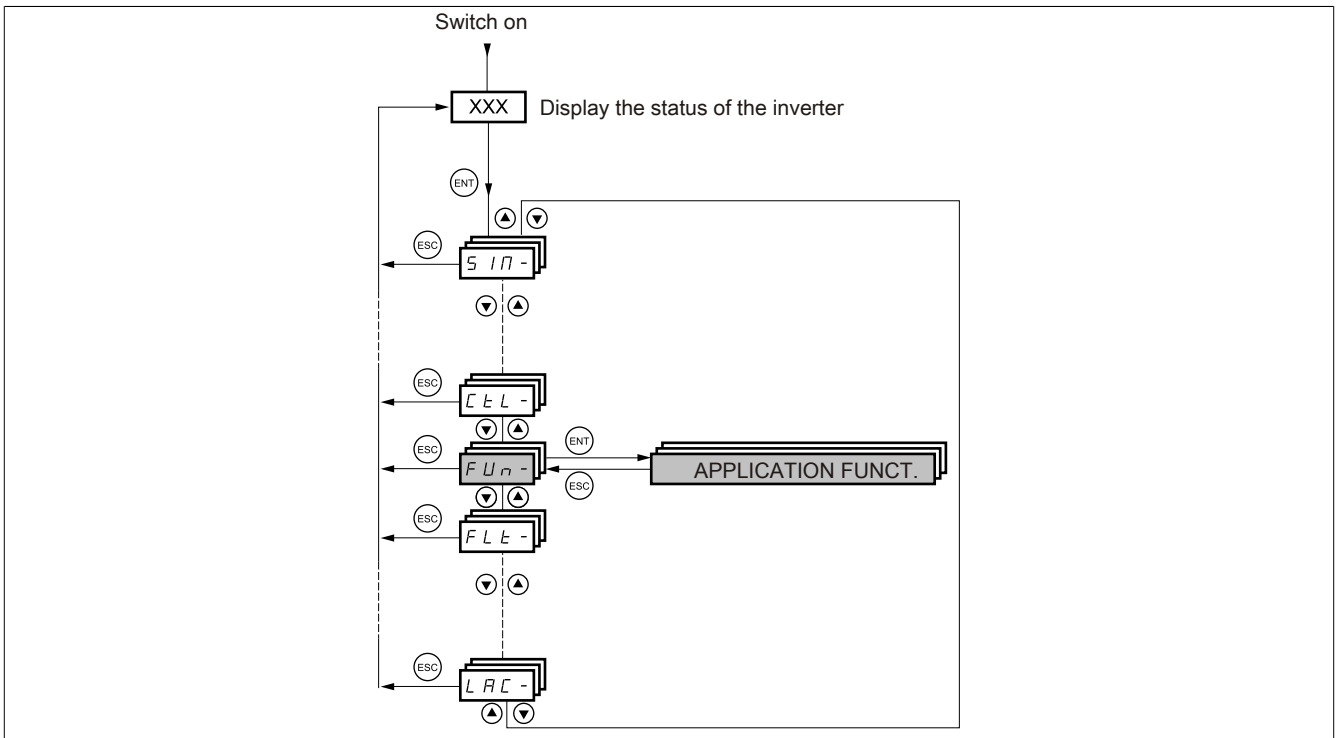 Switch on
XXX Display the status of the inverter
ENT
ESC
SIM-
ESC
CtL-
ESC
FUn-
ENT
ESC
APPLICATION FUNCT.
ESC
FLt-
ESC
LAC-